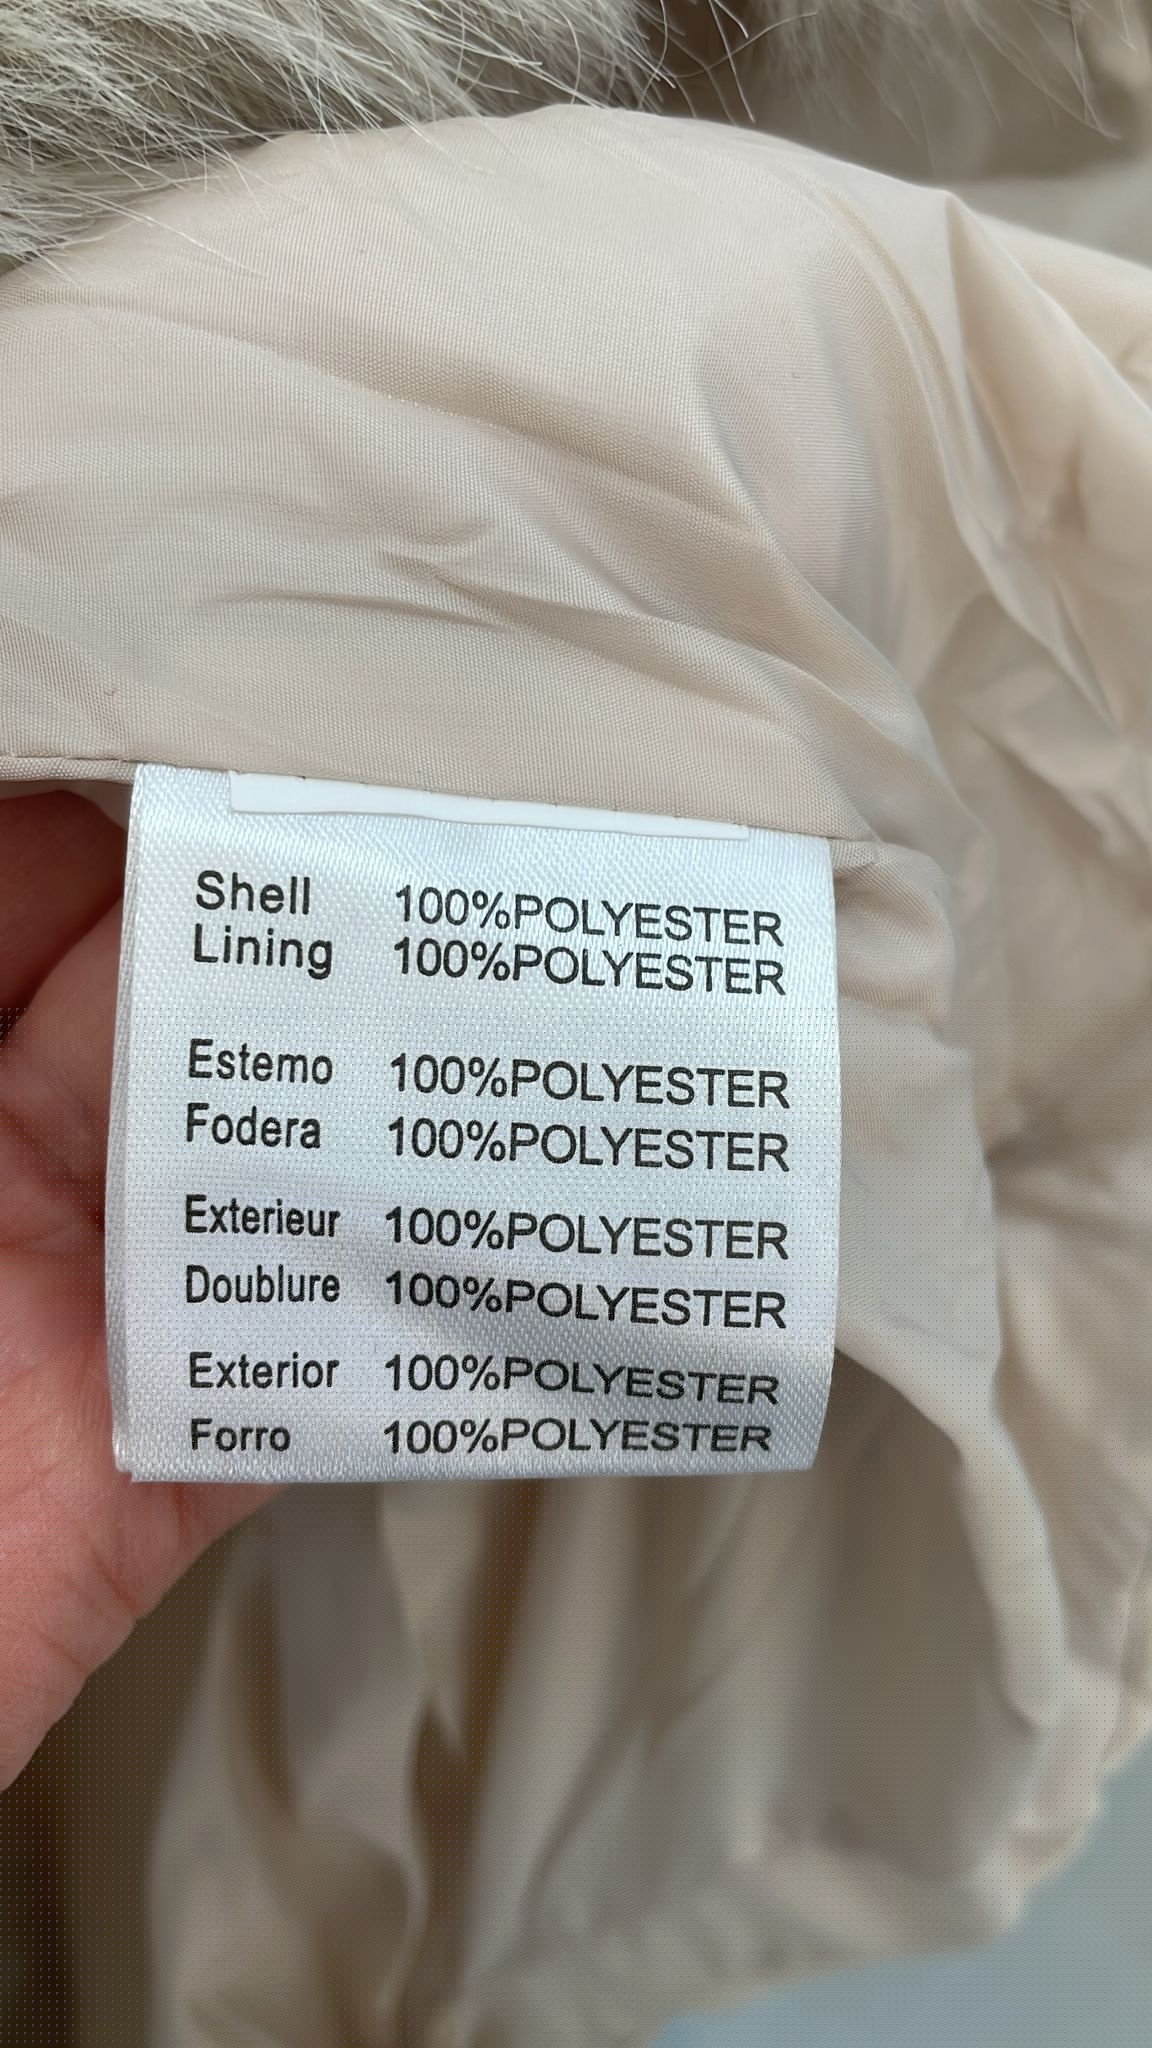 Shell 100%POLYESTER
Lining 100%POLYESTER
Estemo 100%POLYESTER
Fodera 100%POLYESTER
Exterieur 100%POLYESTER
Doublure 100%POLYESTER
Exterior 100%POLYESTER
Forro 100%POLYESTER